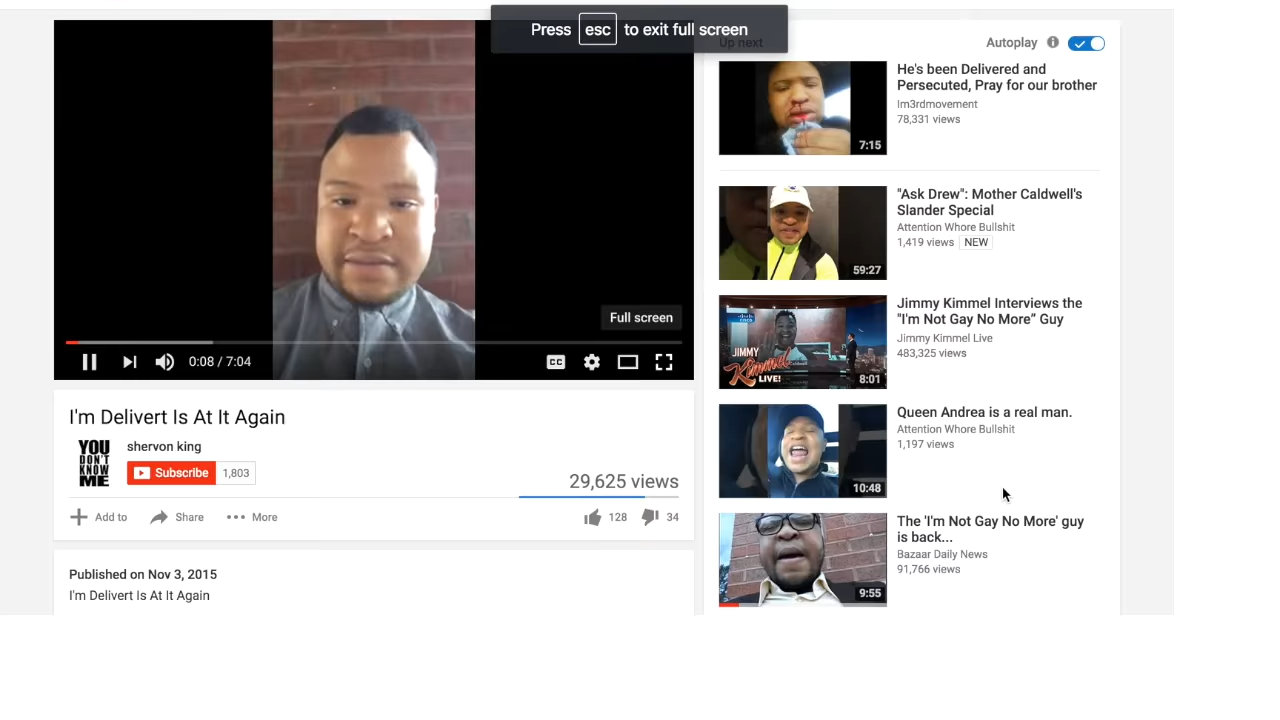 Press esc to exit full screen
Up next
Autoplay
He's been Delivered and
Persecuted, Pray for our brother
Im3rdmovement
78,331 views
7:15
"Ask Drew": Mother Caldwell's
Slander Special
Attention Whore Bullshit
1,419 views NEW
59:27
Jimmy Kimmel Interviews the
"I'm Not Gay No More" Guy
Jimmy Kimmel Live
483,325 views
JIMMY
Kimmel
LIVE!
8:01
Queen Andrea is a real man.
Attention Whore Bullshit
1,197 views
10:48
The 'I'm Not Gay No More' guy
is back...
Bazaar Daily News
91,766 views
9:55
Full screen
0:08 / 7:04
CC
I'm Delivert Is At It Again
YOU
DON'T
KNOW
ME
shervon king
Subscribe 1,803
29,625 views
Add to Share More
128 34
Published on Nov 3, 2015
I'm Delivert Is At It Again